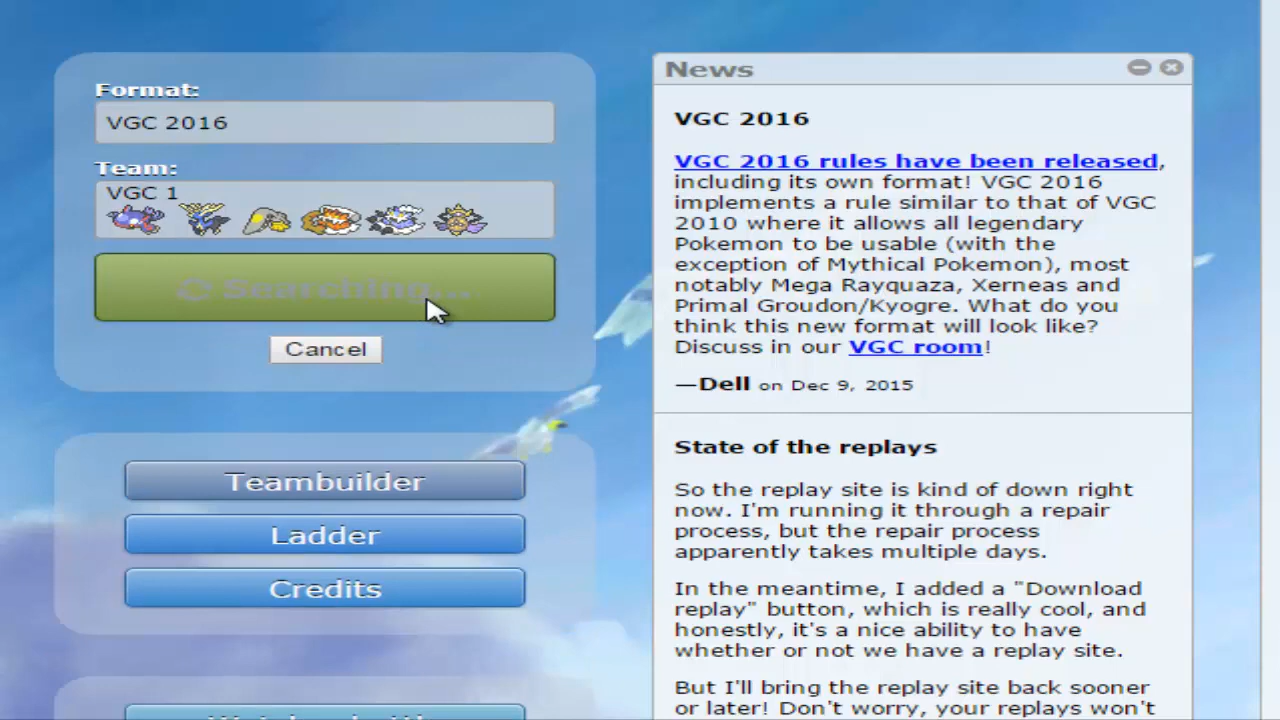 Format:
VGC 2016
Team:
VGC 1
Searching...
Cancel
Teambuilder
Ladder
Credits
News
VGC 2016
VGC 2016 rules have been released,
including its own format! VGC 2016
implements a rule similar to that of VGC
2010 where it allows all legendary
Pokemon to be usable (with the
exception of Mythical Pokemon), most
notably Mega Rayquaza, Xerneas and
Primal Groudon/Kyogre. What do you
think this new format will look like?
Discuss in our VGC room!
—Dell on Dec 9, 2015
State of the replays
So the replay site is kind of down right
now. I'm running it through a repair
process, but the repair process
apparently takes multiple days.
In the meantime, I added a "Download
replay" button, which is really cool, and
honestly, it's a nice ability to have
whether or not we have a replay site.
But I'll bring the replay site back sooner
or later! Don't worry, your replays won't